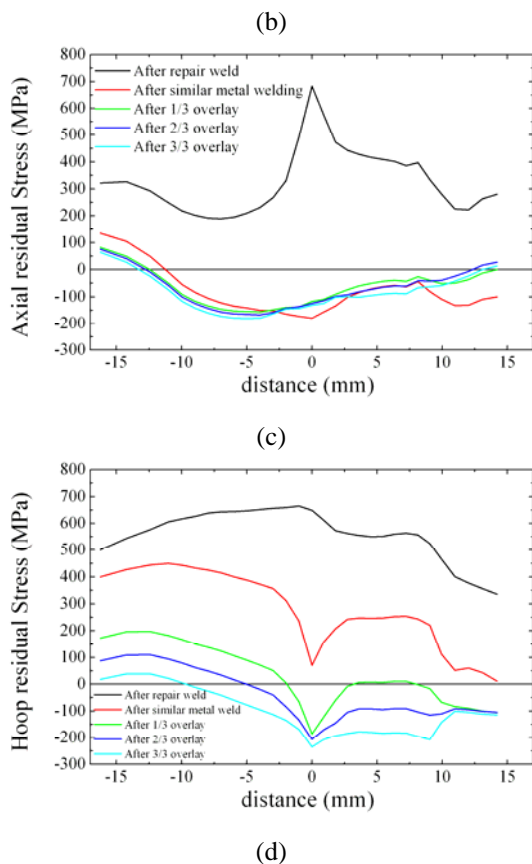 (b)
800
700
600
500
400
300
200
100
0
-100
-200
-300
Axial residual Stress (MPa)
After repair weld
After similar metal welding
After 1/3 overlay
After 2/3 overlay
After 3/3 overlay
-15 -10 -5 0 5 10 15
distance (mm)
(c)
800
700
600
500
400
300
200
100
0
-100
-200
-300
Hoop residual Stress (MPa)
After repair weld
After similar metal weld
After 1/3 overlay
After 2/3 overlay
After 3/3 overlay
-15 -10 -5 0 5 10 15
distance (mm)
(d)